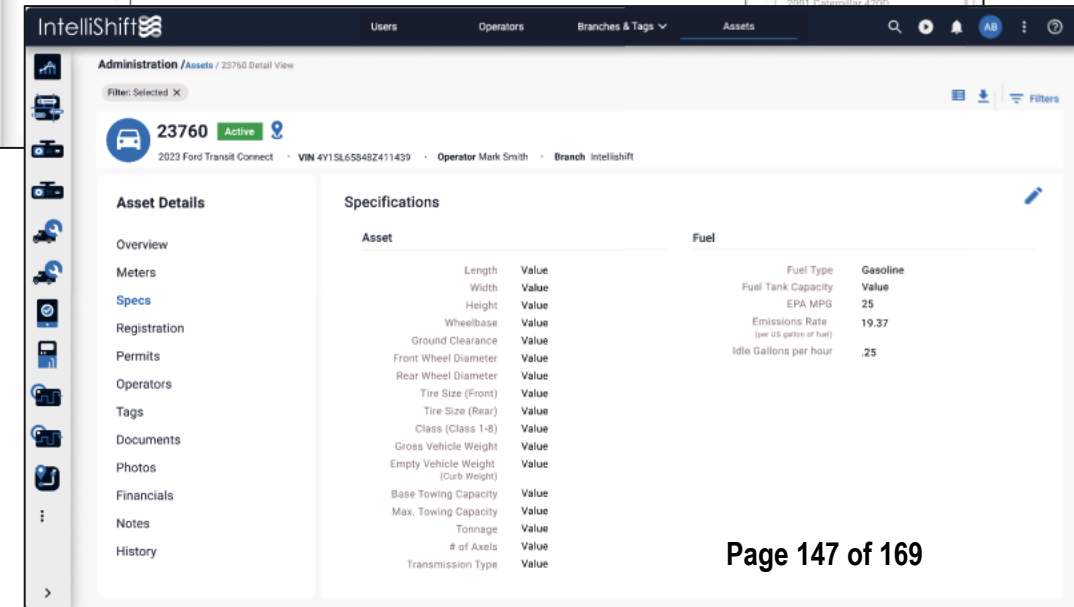 2001 Caterpillar 420D
IntelliShift
Users Operators Branches & Tags Assets AB
Administration /Assets / 23760 Detail View
Filter: Selected X
Filters
23760 Active
2023 Ford Transit Connect · VIN 4Y1SL65848Z411439 · Operator Mark Smith · Branch Intellishift
Asset Details
Overview
Meters
Specs
Registration
Permits
Operators
Tags
Documents
Photos
Financials
Notes
History
Specifications
Asset
Length Value
Width Value
Height Value
Wheelbase Value
Ground Clearance Value
Front Wheel Diameter Value
Rear Wheel Diameter Value
Tire Size (Front) Value
Tire Size (Rear) Value
Class (Class 1-8) Value
Gross Vehicle Weight Value
Empty Vehicle Weight Value
(Curb Weight)
Base Towing Capacity Value
Max. Towing Capacity Value
Tonnage Value
# of Axels Value
Transmission Type Value
Fuel
Fuel Type Gasoline
Fuel Tank Capacity Value
EPA MPG 25
Emissions Rate 19.37
(per US gallon of fuel)
Idle Gallons per hour .25
Page 147 of 169